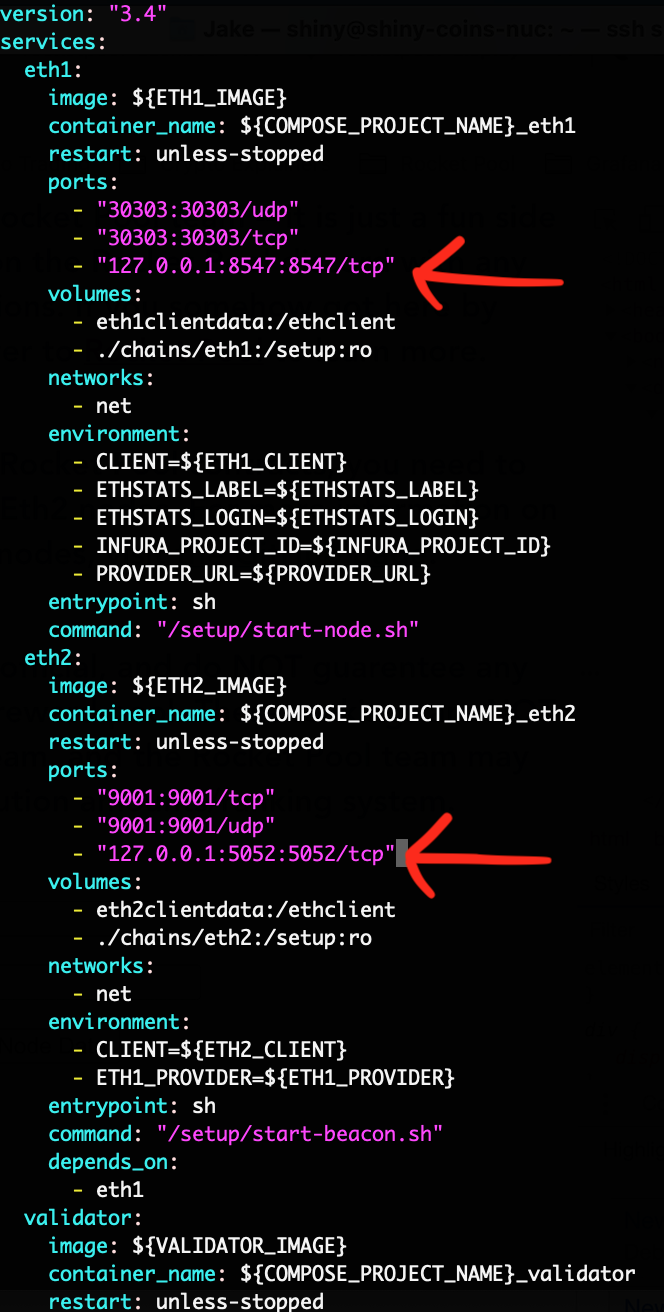 version: "3.4"
Jake — shiny@shiny-coins-nuc: ~ — ssh s
services:
  eth1:
    image: ${ETH1_IMAGE}
    container_name: ${COMPOSE_PROJECT_NAME}_eth1
    restart: unless-stopped
    ports:
      - "30303:30303/udp"
      - "30303:30303/tcp"
      - "127.0.0.1:8547:8547/tcp"
    volumes:
      - eth1clientdata:/ethclient
      - ./chains/eth1:/setup:ro
    networks:
      - net
    environment:
      - CLIENT=${ETH1_CLIENT}
      - ETHSTATS_LABEL=${ETHSTATS_LABEL}
      - ETHSTATS_LOGIN=${ETHSTATS_LOGIN}
      - INFURA_PROJECT_ID=${INFURA_PROJECT_ID}
      - PROVIDER_URL=${PROVIDER_URL}
    entrypoint: sh
    command: "/setup/start-node.sh"
  eth2:
    image: ${ETH2_IMAGE}
    container_name: ${COMPOSE_PROJECT_NAME}_eth2
    restart: unless-stopped
    ports:
      - "9001:9001/tcp"
      - "9001:9001/udp"
      - "127.0.0.1:5052:5052/tcp"
    volumes:
      - eth2clientdata:/ethclient
      - ./chains/eth2:/setup:ro
    networks:
      - net
    environment:
      - CLIENT=${ETH2_CLIENT}
      - ETH1_PROVIDER=${ETH1_PROVIDER}
    entrypoint: sh
    command: "/setup/start-beacon.sh"
    depends_on:
      - eth1
  validator:
    image: ${VALIDATOR_IMAGE}
    container_name: ${COMPOSE_PROJECT_NAME}_validator
    restart: unless-stopped